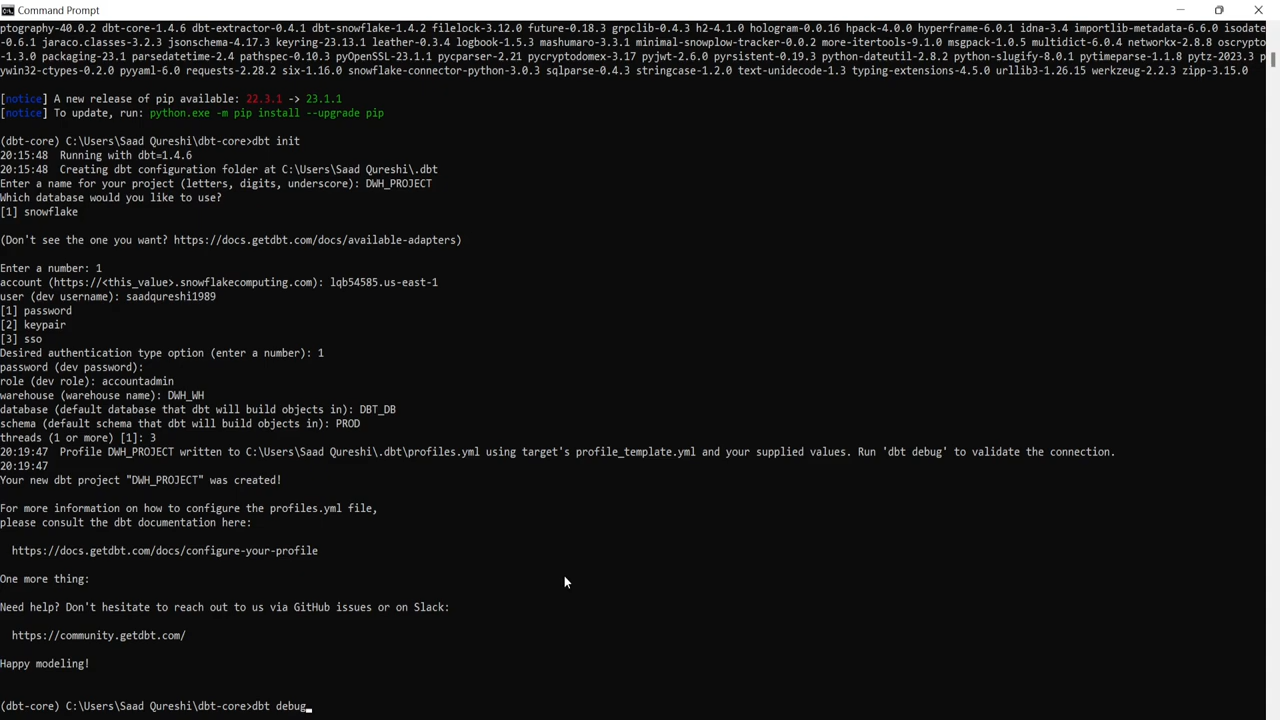 Command Prompt
ptography-40.0.2 dbt-core-1.4.6 dbt-extractor-0.4.1 dbt-snowflake-1.4.2 filelock-3.12.0 future-0.18.3 grpclib-0.4.3 h2-4.1.0 hologram-0.0.16 hpack-4.0.0 hyperframe-6.0.1 idna-3.4 importlib-metadata-6.6.0 isodate
-0.6.1 jaraco.classes-3.2.3 jsonschema-4.17.3 keyring-23.13.1 leather-0.3.4 logbook-1.5.3 mashumaro-3.3.1 minimal-snowplow-tracker-0.0.2 more-itertools-9.1.0 msgpack-1.0.5 multidict-6.0.4 networkx-2.8.8 oscrypto
-1.3.0 packaging-23.1 parsedatetime-2.4 pathspec-0.10.3 pyOpenSSL-23.1.1 pycparser-2.21 pycryptodomex-3.17 pyjwt-2.6.0 pyrsistent-0.19.3 python-dateutil-2.8.2 python-slugify-8.0.1 pytimeparse-1.1.8 pytz-2023.3 p
ywin32-ctypes-0.2.0 pyyaml-6.0 requests-2.28.2 six-1.16.0 snowflake-connector-python-3.0.3 sqlparse-0.4.3 stringcase-1.2.0 text-unidecode-1.3 typing-extensions-4.5.0 urllib3-1.26.15 werkzeug-2.2.3 zipp-3.15.0
[notice] A new release of pip available: 22.3.1 -> 23.1.1
[notice] To update, run: python.exe -m pip install --upgrade pip
(dbt-core) C:\Users\Saad Qureshi\dbt-core>dbt init
20:15:48  Running with dbt=1.4.6
20:15:48  Creating dbt configuration folder at C:\Users\Saad Qureshi\.dbt
Enter a name for your project (letters, digits, underscore): DWH_PROJECT
Which database would you like to use?
[1] snowflake
(Don't see the one you want? https://docs.getdbt.com/docs/available-adapters)
Enter a number: 1
account (https://<this_value>.snowflakecomputing.com): lqb54585.us-east-1
user (dev username): saadqureshi1989
[1] password
[2] keypair
[3] sso
Desired authentication type option (enter a number): 1
password (dev password):
role (dev role): accountadmin
warehouse (warehouse name): DWH_WH
database (default database that dbt will build objects in): DBT_DB
schema (default schema that dbt will build objects in): PROD
threads (1 or more) [1]: 3
20:19:47  Profile DWH_PROJECT written to C:\Users\Saad Qureshi\.dbt\profiles.yml using target's profile_template.yml and your supplied values. Run 'dbt debug' to validate the connection.
20:19:47
Your new dbt project "DWH_PROJECT" was created!
For more information on how to configure the profiles.yml file,
please consult the dbt documentation here:
https://docs.getdbt.com/docs/configure-your-profile
One more thing:
Need help? Don't hesitate to reach out to us via GitHub issues or on Slack:
https://community.getdbt.com/
Happy modeling!
(dbt-core) C:\Users\Saad Qureshi\dbt-core>dbt debug